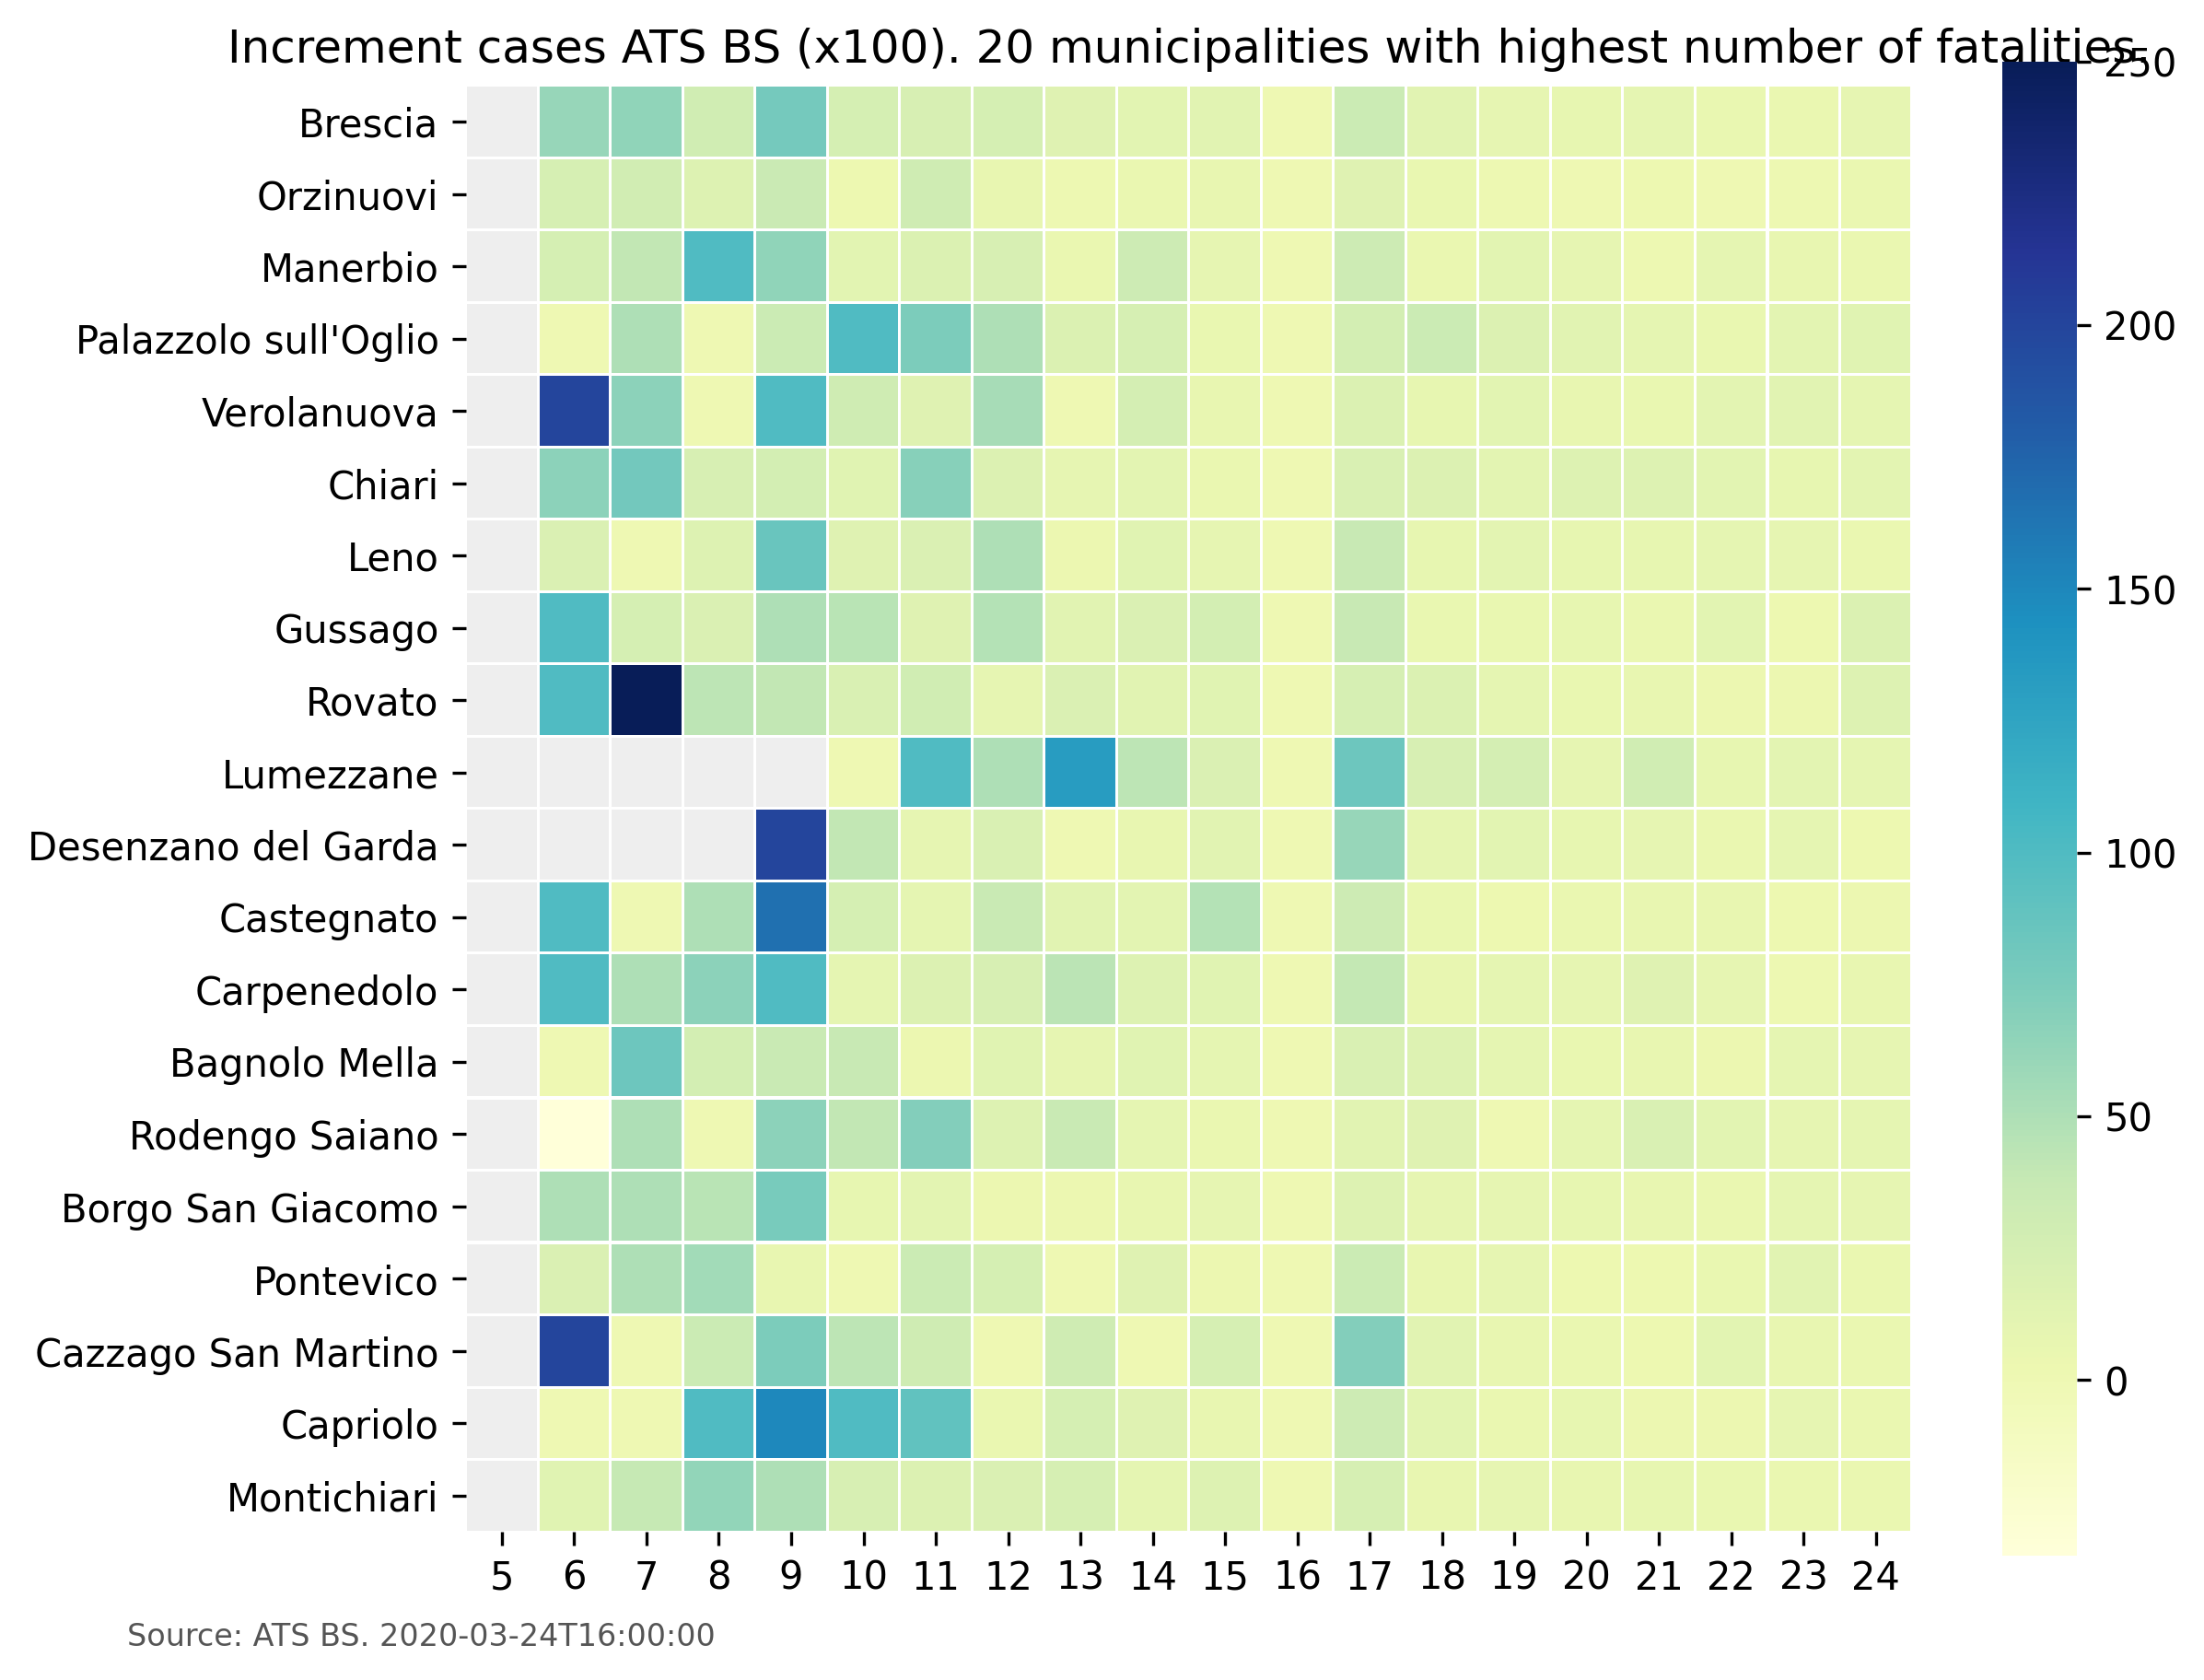 Increment cases ATS BS (x100). 20 municipalities with highest number of fatalities.
Brescia
Orzinuovi
Manerbio
Palazzolo sull'Oglio
Verolanuova
Chiari
Leno
Gussago
Rovato
Lumezzane
Desenzano del Garda
Castegnato
Carpenedolo
Bagnolo Mella
Rodengo Saiano
Borgo San Giacomo
Pontevico
Cazzago San Martino
Capriolo
Montichiari
5 6 7 8 9 10 11 12 13 14 15 16 17 18 19 20 21 22 23 24
250
200
150
100
50
0
Source: ATS BS. 2020-03-24T16:00:00